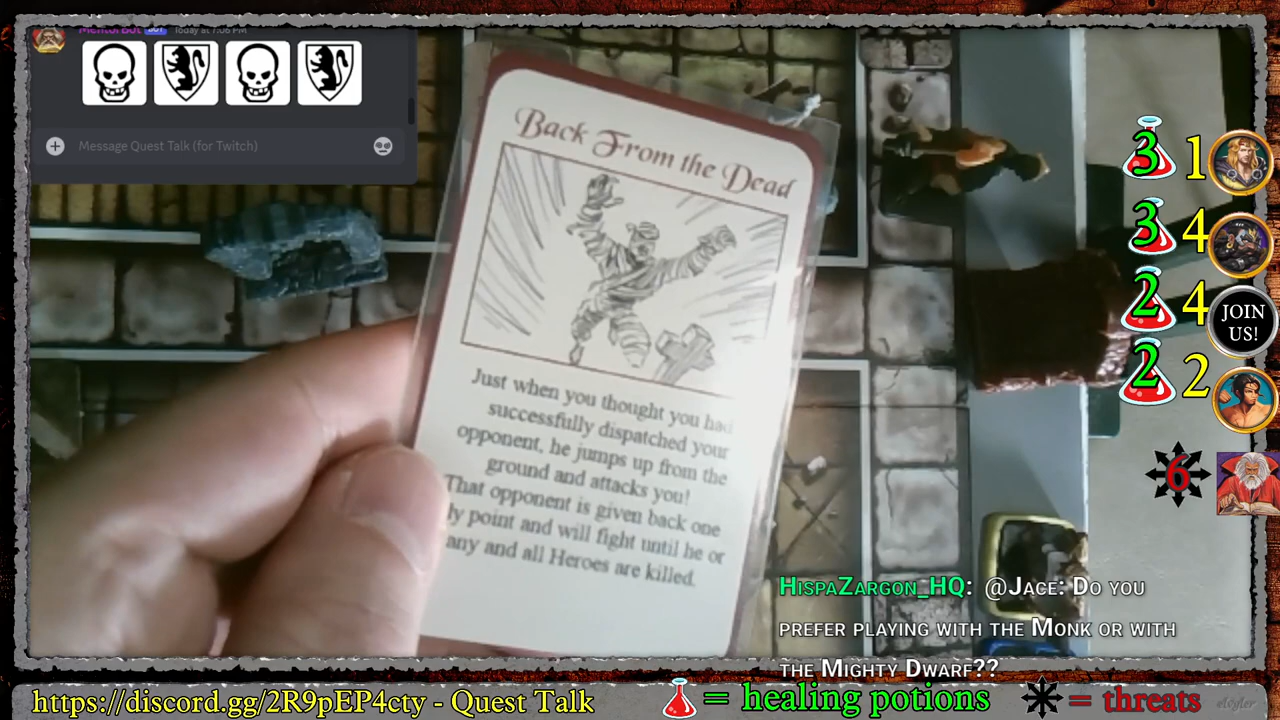 MentorBot BOT Today at 7:06 PM
Message Quest Talk (for Twitch)
Back From the Dead
Just when you thought you had
successfully dispatched your
opponent, he jumps up from the
ground and attacks you!
That opponent is given back one
ly point and will fight until he or
any and all Heroes are killed.
3 1
3 4
2 4
JOIN
US!
2 2
6
HispaZargon_HQ: @Jace: Do you
prefer playing with the Monk or with
the Mighty Dwarf??
https://discord.gg/2R9pEP4cty - Quest Talk
= healing potions
= threats